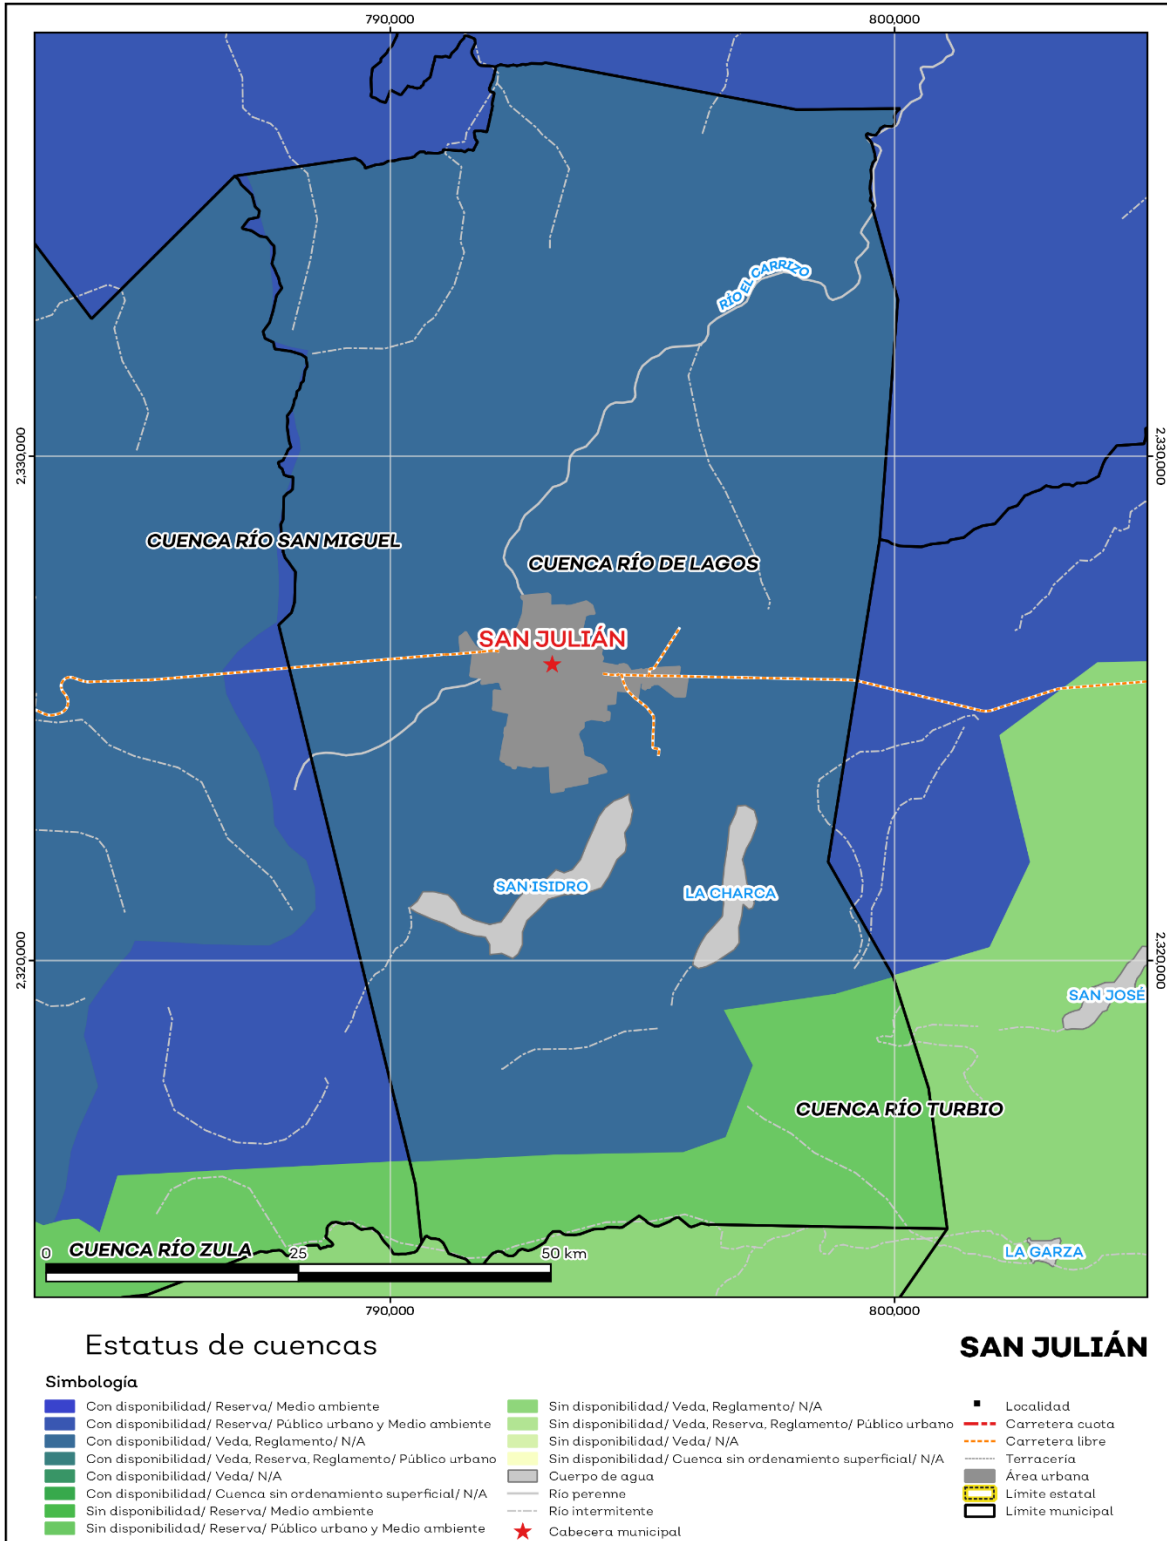 790,000
800,000
RÍO EL CARRIZO
2,330,000
2,330,000
CUENCA RÍO SAN MIGUEL
CUENCA RÍO DE LAGOS
SAN JULIÁN
SAN ISIDRO
LA CHARCA
2,320,000
2,320,000
SAN JOSÉ
CUENCA RÍO TURBIO
CUENCA RÍO ZULA
LA GARZA
0
25
50 km
790,000
800,000
Estatus de cuencas
SAN JULIÁN
Simbología
Con disponibilidad/ Reserva/ Medio ambiente
Con disponibilidad/ Reserva/ Público urbano y Medio ambiente
Con disponibilidad/ Veda, Reglamento/ N/A
Con disponibilidad/ Veda, Reserva, Reglamento/ Público urbano
Con disponibilidad/ Veda/ N/A
Con disponibilidad/ Cuenca sin ordenamiento superficial/ N/A
Sin disponibilidad/ Reserva/ Medio ambiente
Sin disponibilidad/ Reserva/ Público urbano y Medio ambiente
Sin disponibilidad/ Veda, Reglamento/ N/A
Sin disponibilidad/ Veda, Reserva, Reglamento/ Público urbano
Sin disponibilidad/ Veda/ N/A
Sin disponibilidad/ Cuenca sin ordenamiento superficial/ N/A
Cuerpo de agua
Río perenne
Río intermitente
Cabecera municipal
Localidad
Carretera cuota
Carretera libre
Terracería
Área urbana
Límite estatal
Límite municipal